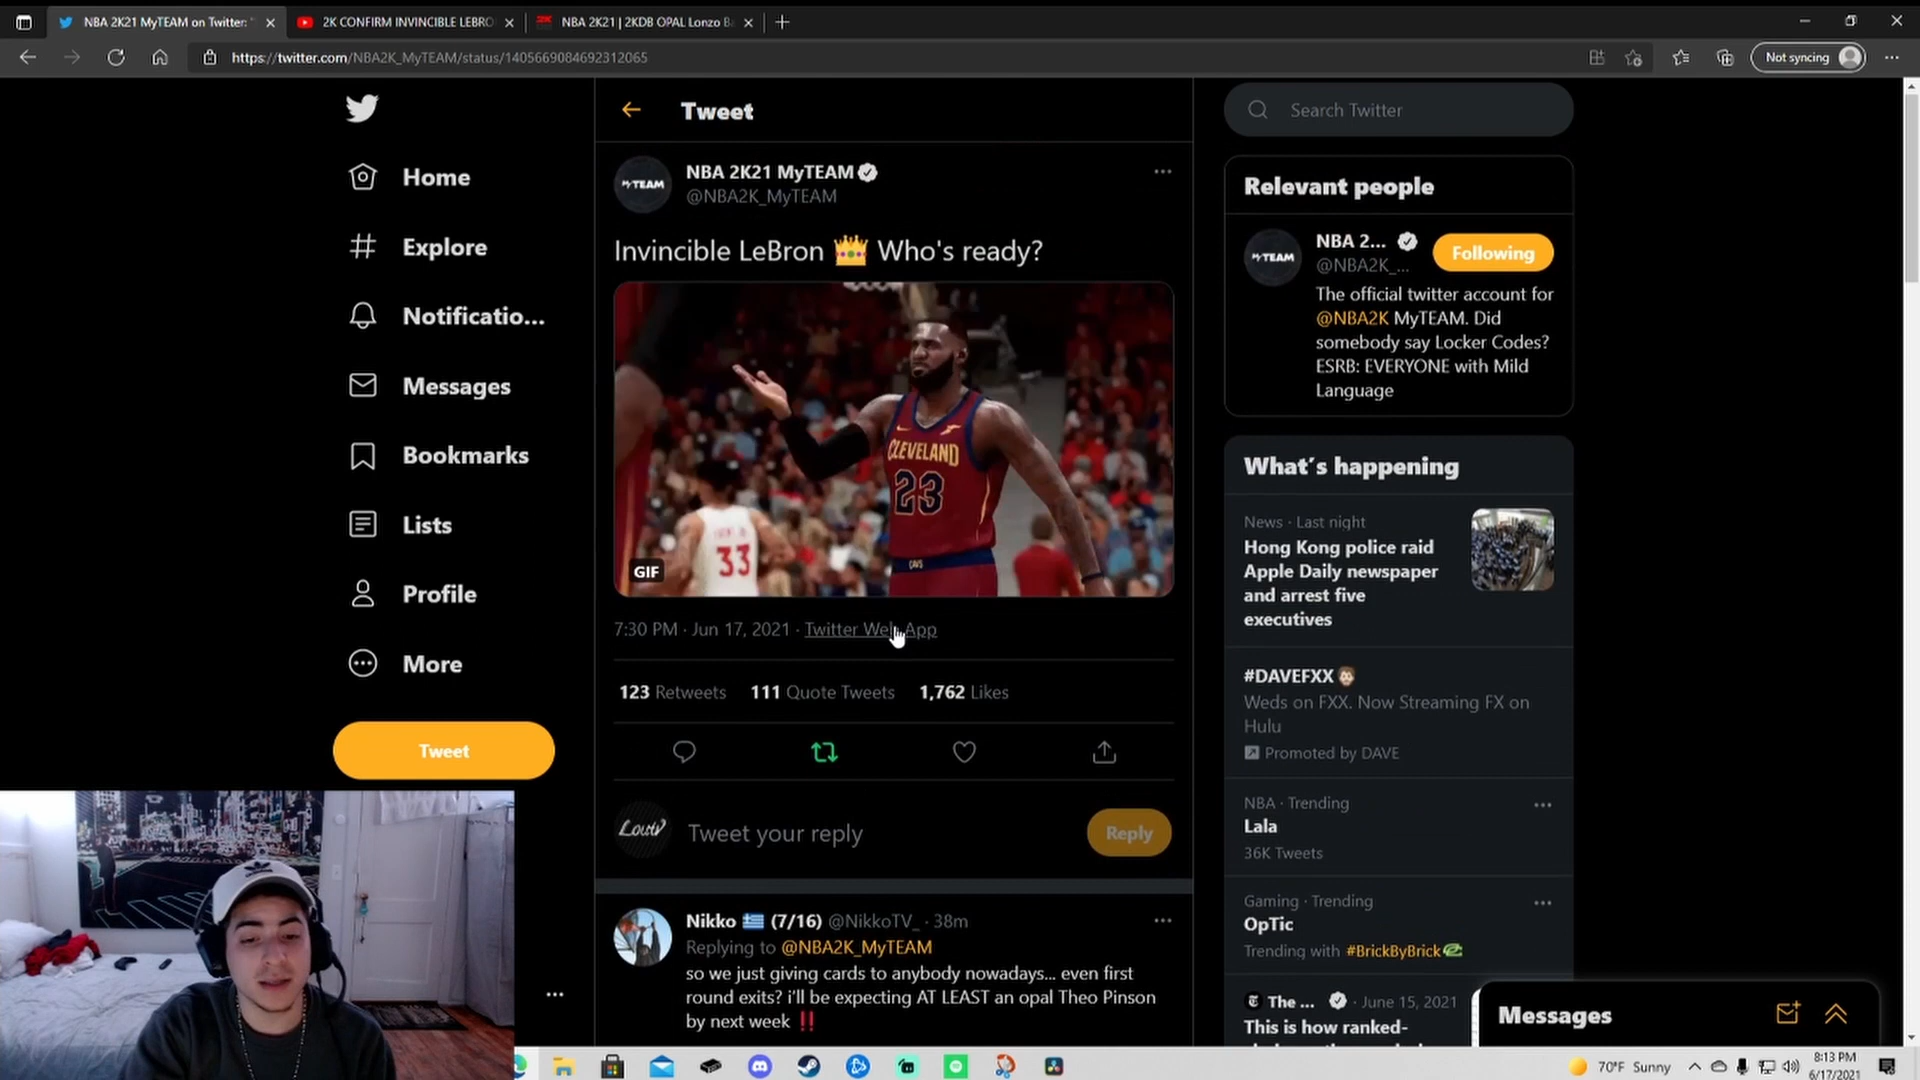 NBA 2K21 MyTEAM on Twitter: "
2K CONFIRM INVINCIBLE LEBRO
NBA 2K21 | 2KDB OPAL Lonzo B
https://twitter.com/NBA2K_MyTEAM/status/1405669084692312065
Not syncing
Home
Explore
Notificatio...
Messages
Bookmarks
Lists
Profile
More
Tweet
Tweet
MyTEAM
NBA 2K21 MyTEAM
@NBA2K_MyTEAM
Invincible LeBron 👑 Who's ready?
CLEVELAND
23
33
CAVS
GIF
7:30 PM · Jun 17, 2021 · Twitter Web App
123 Retweets 111 Quote Tweets 1,762 Likes
Tweet your reply
Reply
Nikko 🇬🇷 (7/16) @NikkoTV_ · 38m
Replying to @NBA2K_MyTEAM
so we just giving cards to anybody nowadays... even first
round exits? i'll be expecting AT LEAST an opal Theo Pinson
by next week ‼️
Search Twitter
Relevant people
MyTEAM
NBA 2...
@NBA2K_...
Following
The official twitter account for
@NBA2K MyTEAM. Did
somebody say Locker Codes?
ESRB: EVERYONE with Mild
Language
What's happening
News · Last night
Hong Kong police raid
Apple Daily newspaper
and arrest five
executives
#DAVEFXX
Weds on FXX. Now Streaming FX on
Hulu
Promoted by DAVE
NBA · Trending
Lala
36K Tweets
Gaming · Trending
OpTic
Trending with #BrickByBrick
The ... · June 15, 2021
This is how ranked-
Messages
70°F Sunny
8:13 PM
6/17/2021